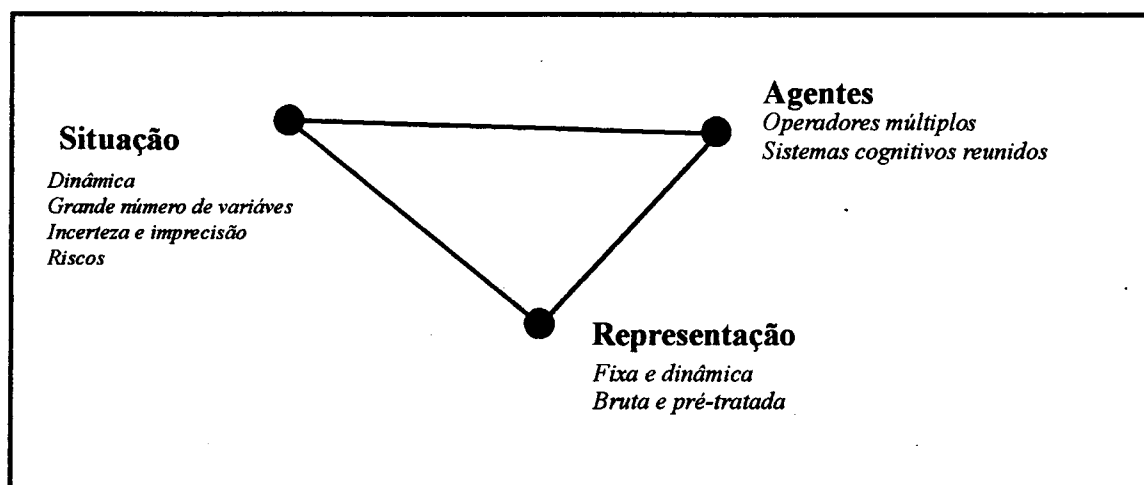 Situação
Dinâmica
Grande número de variáves
Incerteza e imprecisão
Riscos
Agentes
Operadores múltiplos
Sistemas cognitivos reunidos
Representação
Fixa e dinâmica
Bruta e pré-tratada